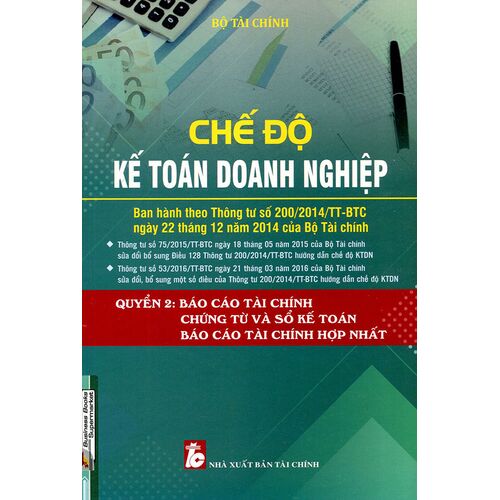 BỘ TÀI CHÍNH
CHẾ ĐỘ
KẾ TOÁN DOANH NGHIỆP
Ban hành theo Thông tư số 200/2014/TT-BTC
ngày 22 tháng 12 năm 2014 của Bộ Tài chính
Thông tư số 75/2015/TT-BTC ngày 18 tháng 05 năm 2015 của Bộ Tài chính
sửa đổi bổ sung Điều 128 Thông tư 200/2014/TT-BTC hướng dẫn chế độ KTDN
Thông tư số 53/2016/TT-BTC ngày 21 tháng 03 năm 2016 của Bộ Tài chính
sửa đổi, bổ sung một số điều của Thông tư 200/2014/TT-BTC hướng dẫn chế độ KTDN
QUYỂN 2: BÁO CÁO TÀI CHÍNH
CHỨNG TỪ VÀ SỔ KẾ TOÁN
BÁO CÁO TÀI CHÍNH HỢP NHẤT
Business Books
Supermarket
tc
NHÀ XUẤT BẢN TÀI CHÍNH